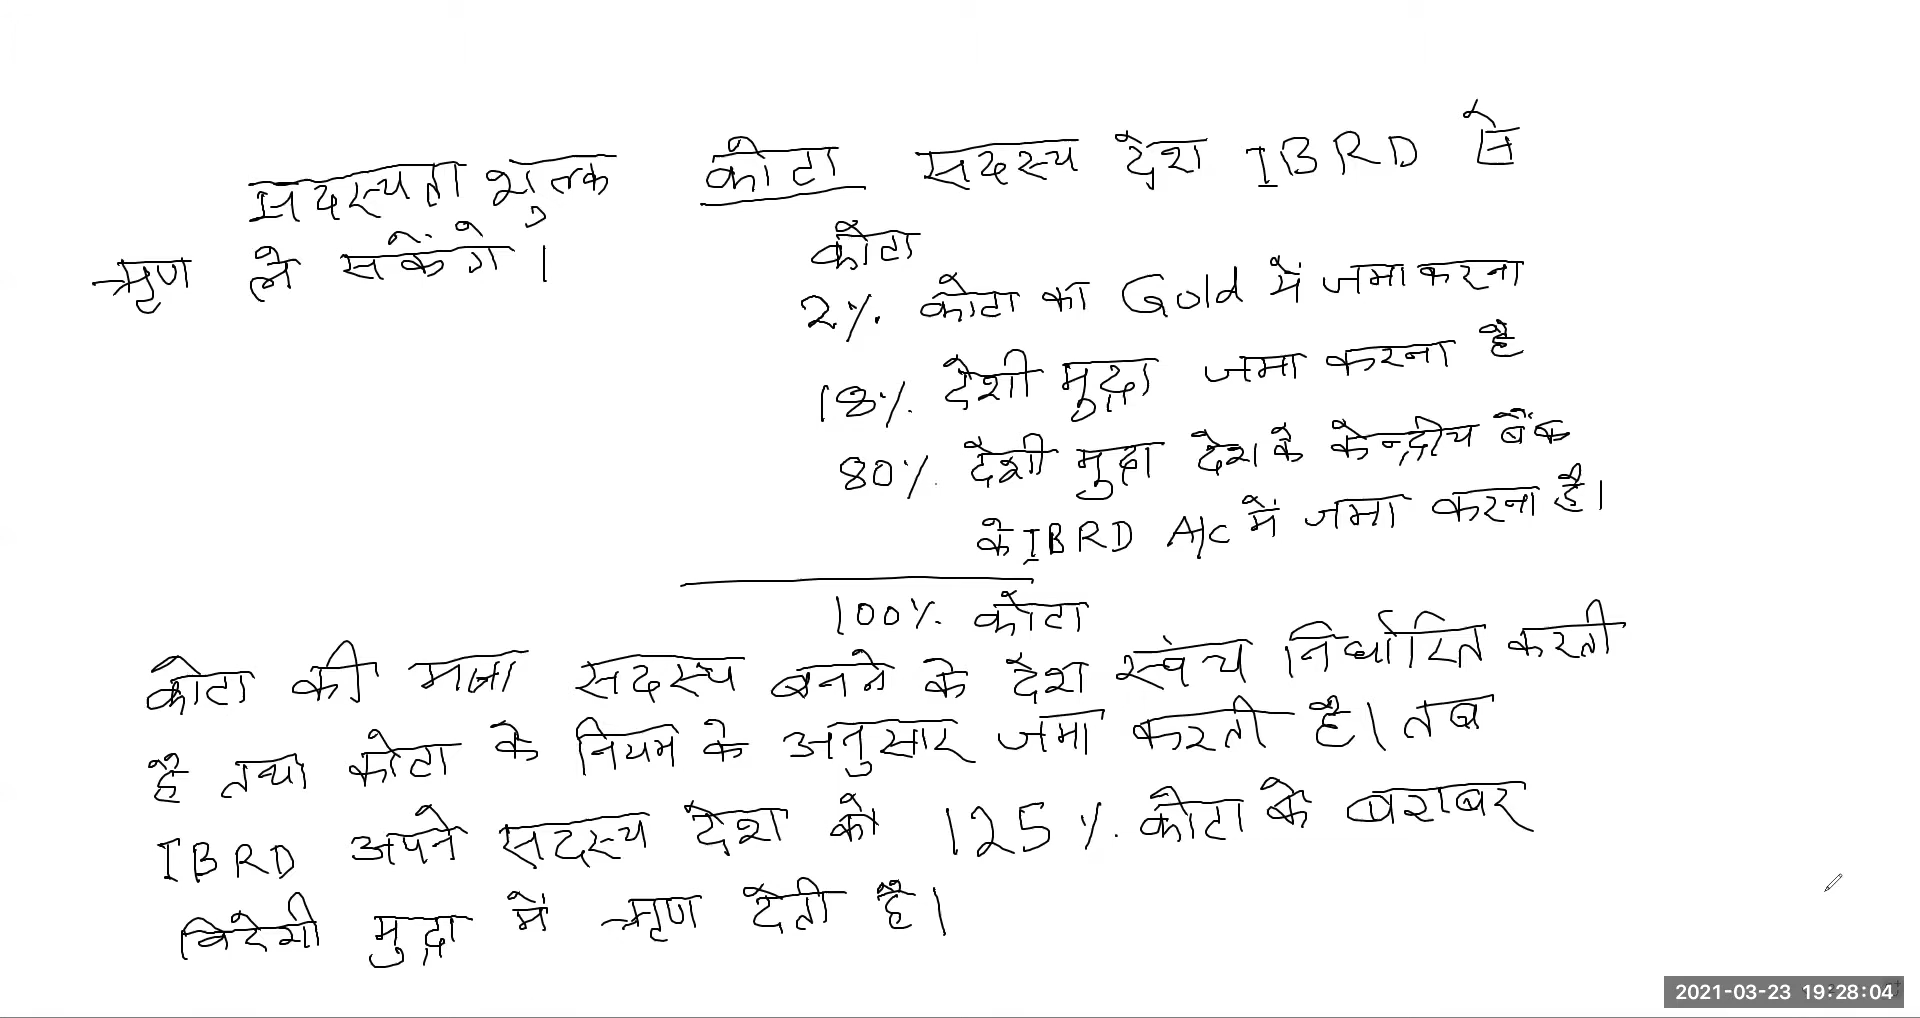 सदस्यता शुल्क कोटा सदस्य देश IBRD से
ऋण ले सकेंगे।
कोटा
2% कोटा का Gold में जमा करना
18% देशी मुद्रा जमा करना है
80% देशी मुद्रा देश के केन्द्रीय बैंक
के IBRD A/c में जमा करना है।
100% कोटा
कोटा की सदस्य बनने के देश स्वंय निर्धारित करती
है तथा कोटा के नियम के अनुसार जमा करती है। तब
IBRD अपने सदस्य देश को 125% कोटा के बराबर
विदेशी मुद्रा में ऋण देती है।
2021-03-23 19:28:04